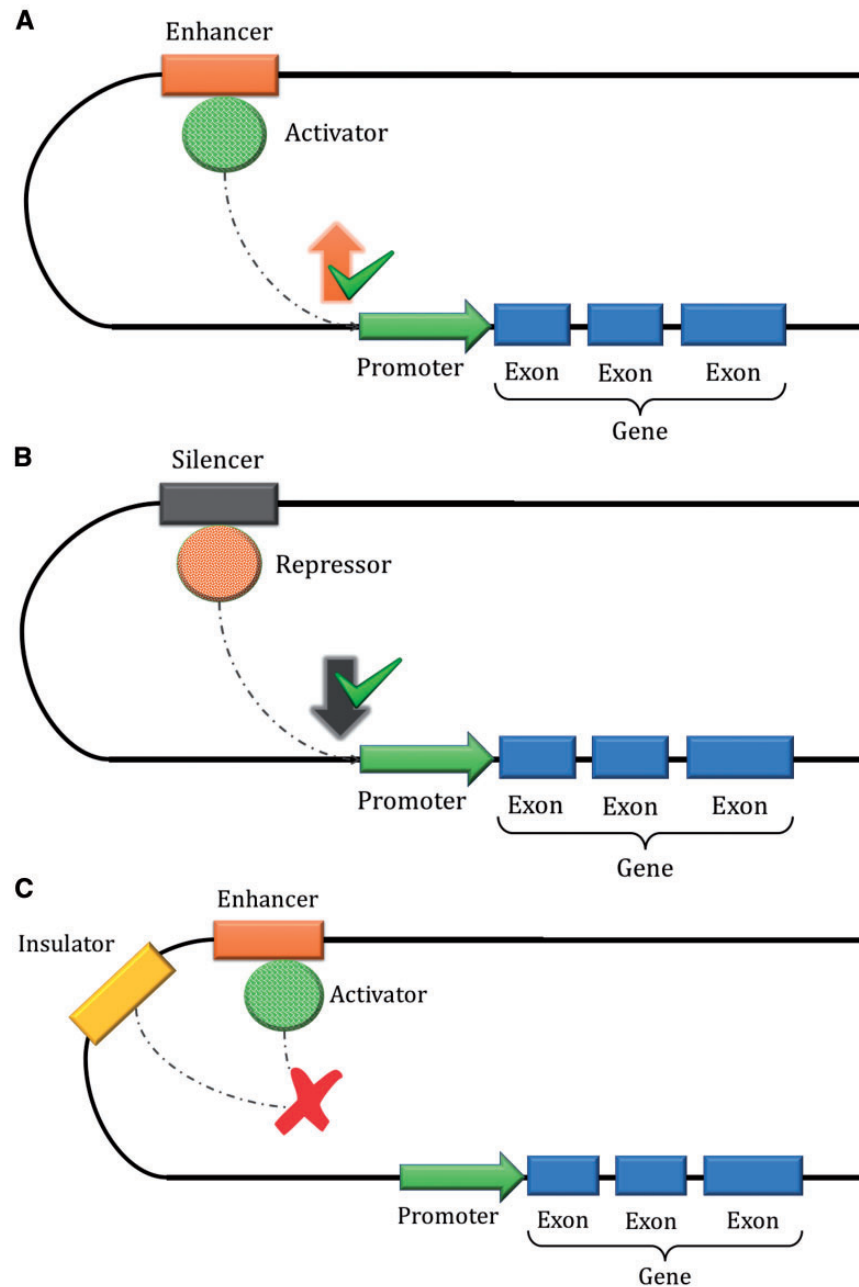 A
Enhancer
Activator
Promoter
Exon Exon Exon
Gene
B
Silencer
Repressor
Promoter
Exon Exon Exon
Gene
C
Enhancer
Insulator
Activator
Promoter
Exon Exon Exon
Gene